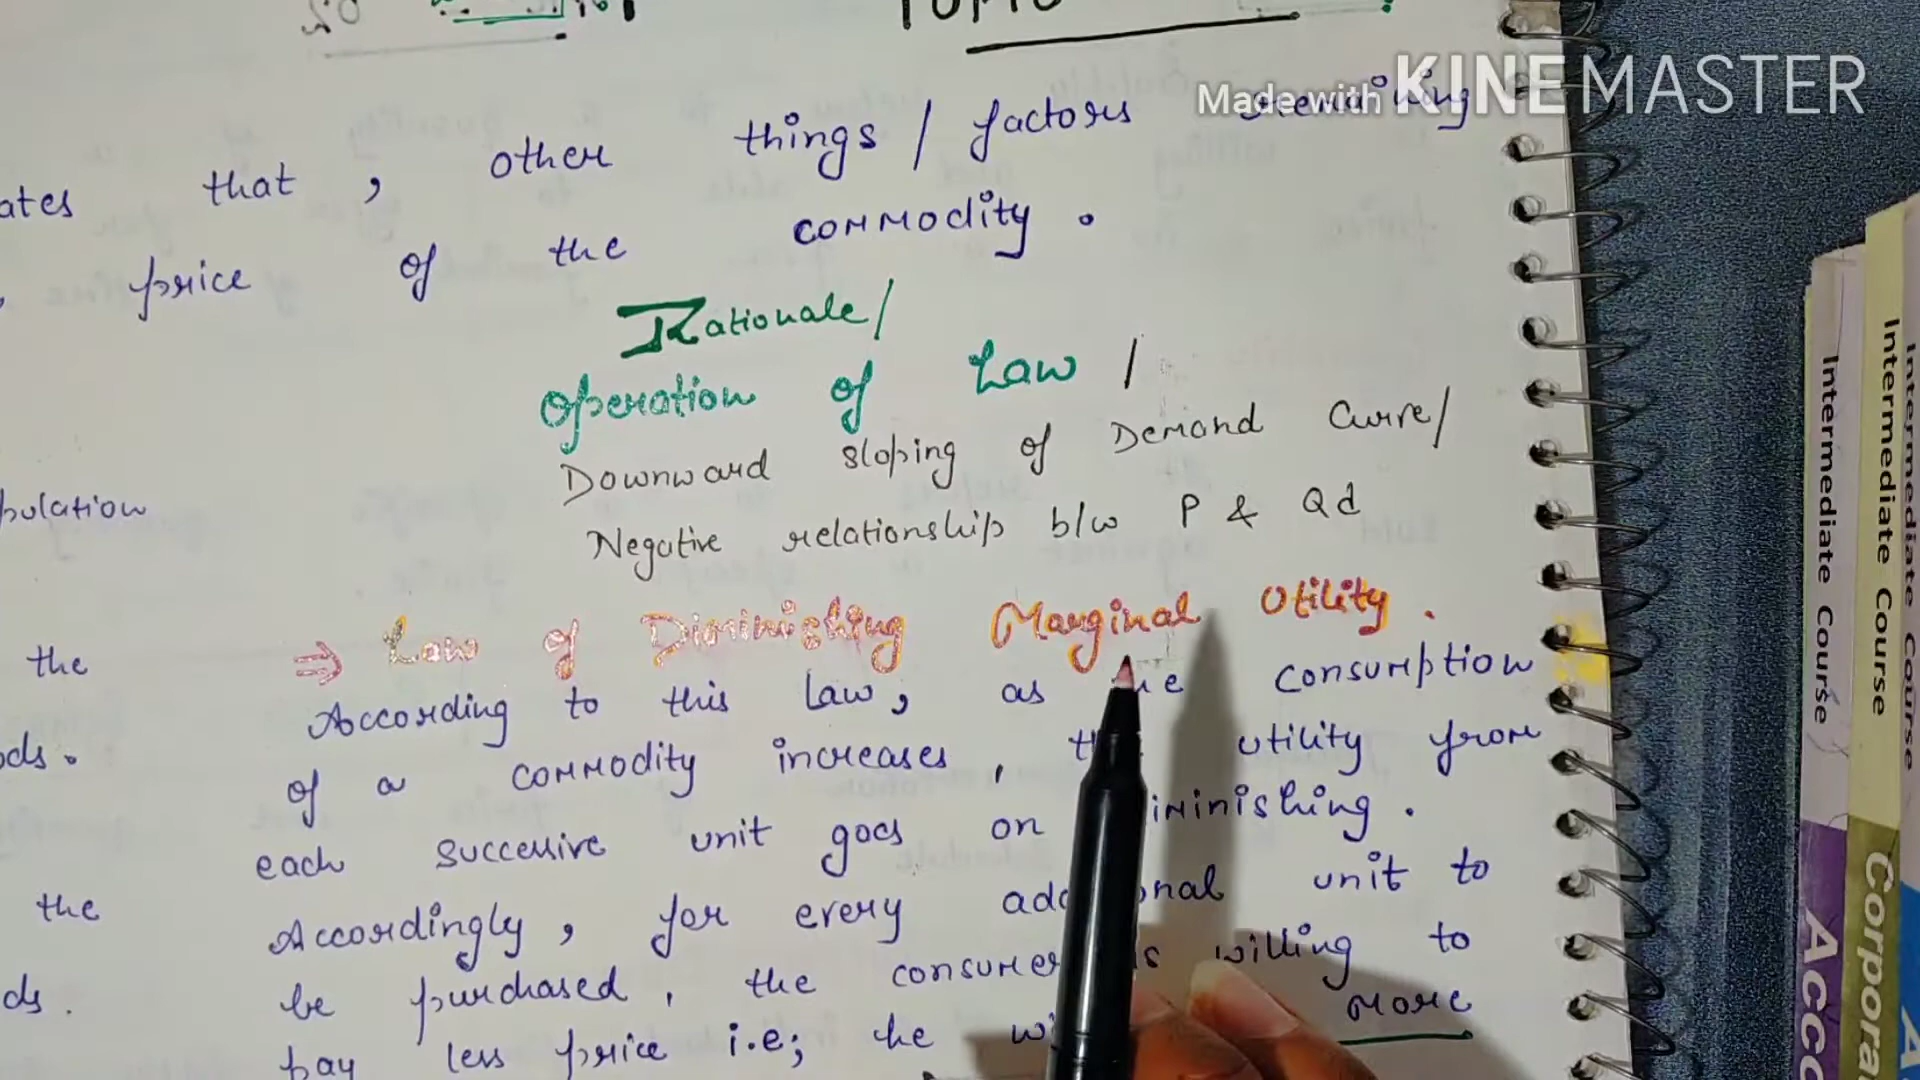 Made with KINEMASTER
ates that, other things / factors remaining
price of the commodity.
Rationale/
Operation of Law /
Downward sloping of Demand Curve/
Negative relationship b/w P & Qd
pulation
⇒ Law of Diminishing Marginal Utility.
the
According to this Law, as the consumption
of a commodity increases, the utility from
ods.
each successive unit goes on diminishing.
Accordingly, for every additional unit to
the
be purchased, the consumer is willing to
ds.
pay less price i.e; he more
Intermediate Course
Intermediate Course
Intermediate Course
Corpora
Acco